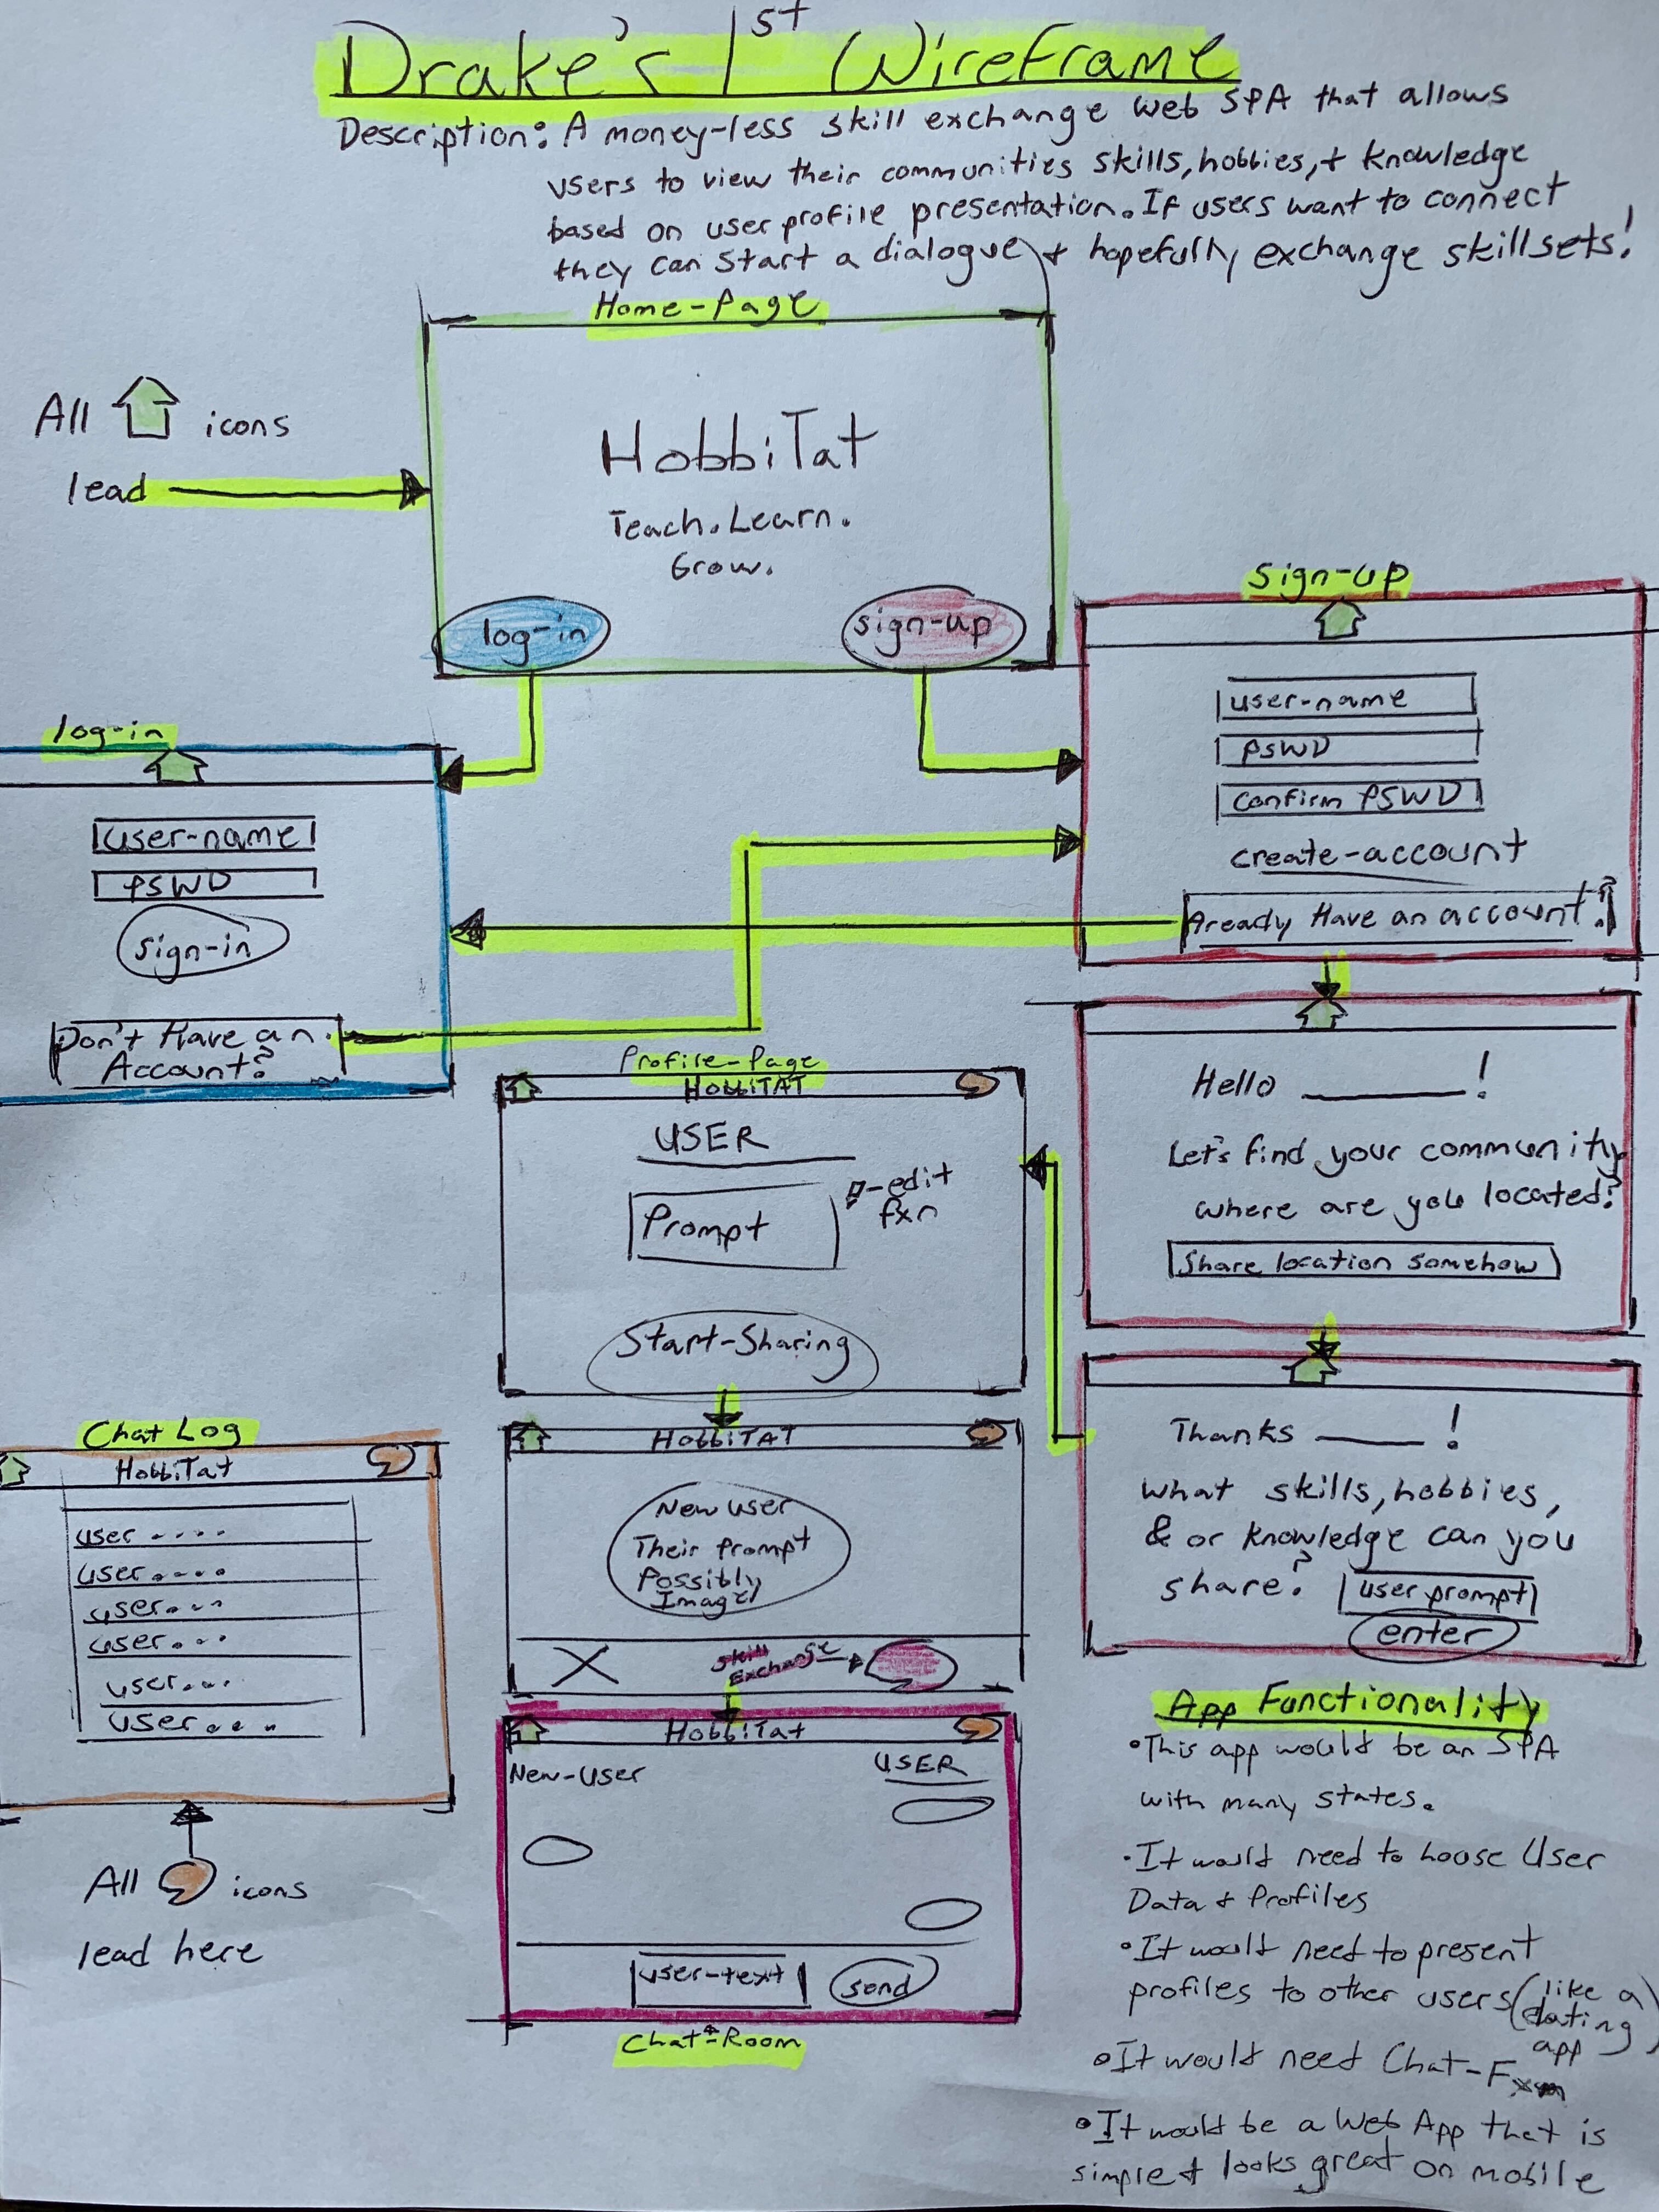 Drake's 1st Wireframe
Description: A money-less skill exchange web SPA that allows
users to view their communities skills, hobbies, + knowledge
based on user profile presentation. If users want to connect
they can start a dialogue + hopefully exchange skillsets!
Home-Page
All icons
lead
HobbiTat
Teach. Learn.
Grow.
log-in
sign-up
Sign-up
user-name
PSWD
confirm PSWD
create-account
Aready Have an account?
log-in
user-name
PSWD
sign-in
Don't Have an
Account?
Hello ______!
Let's find your community
where are you located?
Share location somehow
Profile-Page
HobbiTAT
USER
Prompt
-edit
fxn
Start-Sharing
Thanks ____!
What skills, hobbies,
& or knowledge can you
share?
user prompt
enter
HobbiTAT
New user
Their Prompt
Possibly
Image
X
Skill
Exchange
Chat Log
HobbiTat
user....
user....
user...
user...
user...
user....
All icons
lead here
HobbiTat
New-User
USER
user-text
send
Chat-Room
App Functionality
•This app would be an SPA
with many states.
•It would need to house User
Data + Profiles
•It would need to present
profiles to other users (like a
dating
app)
•It would need Chat-
•It would be a Web App that is
simple + looks great on mobile